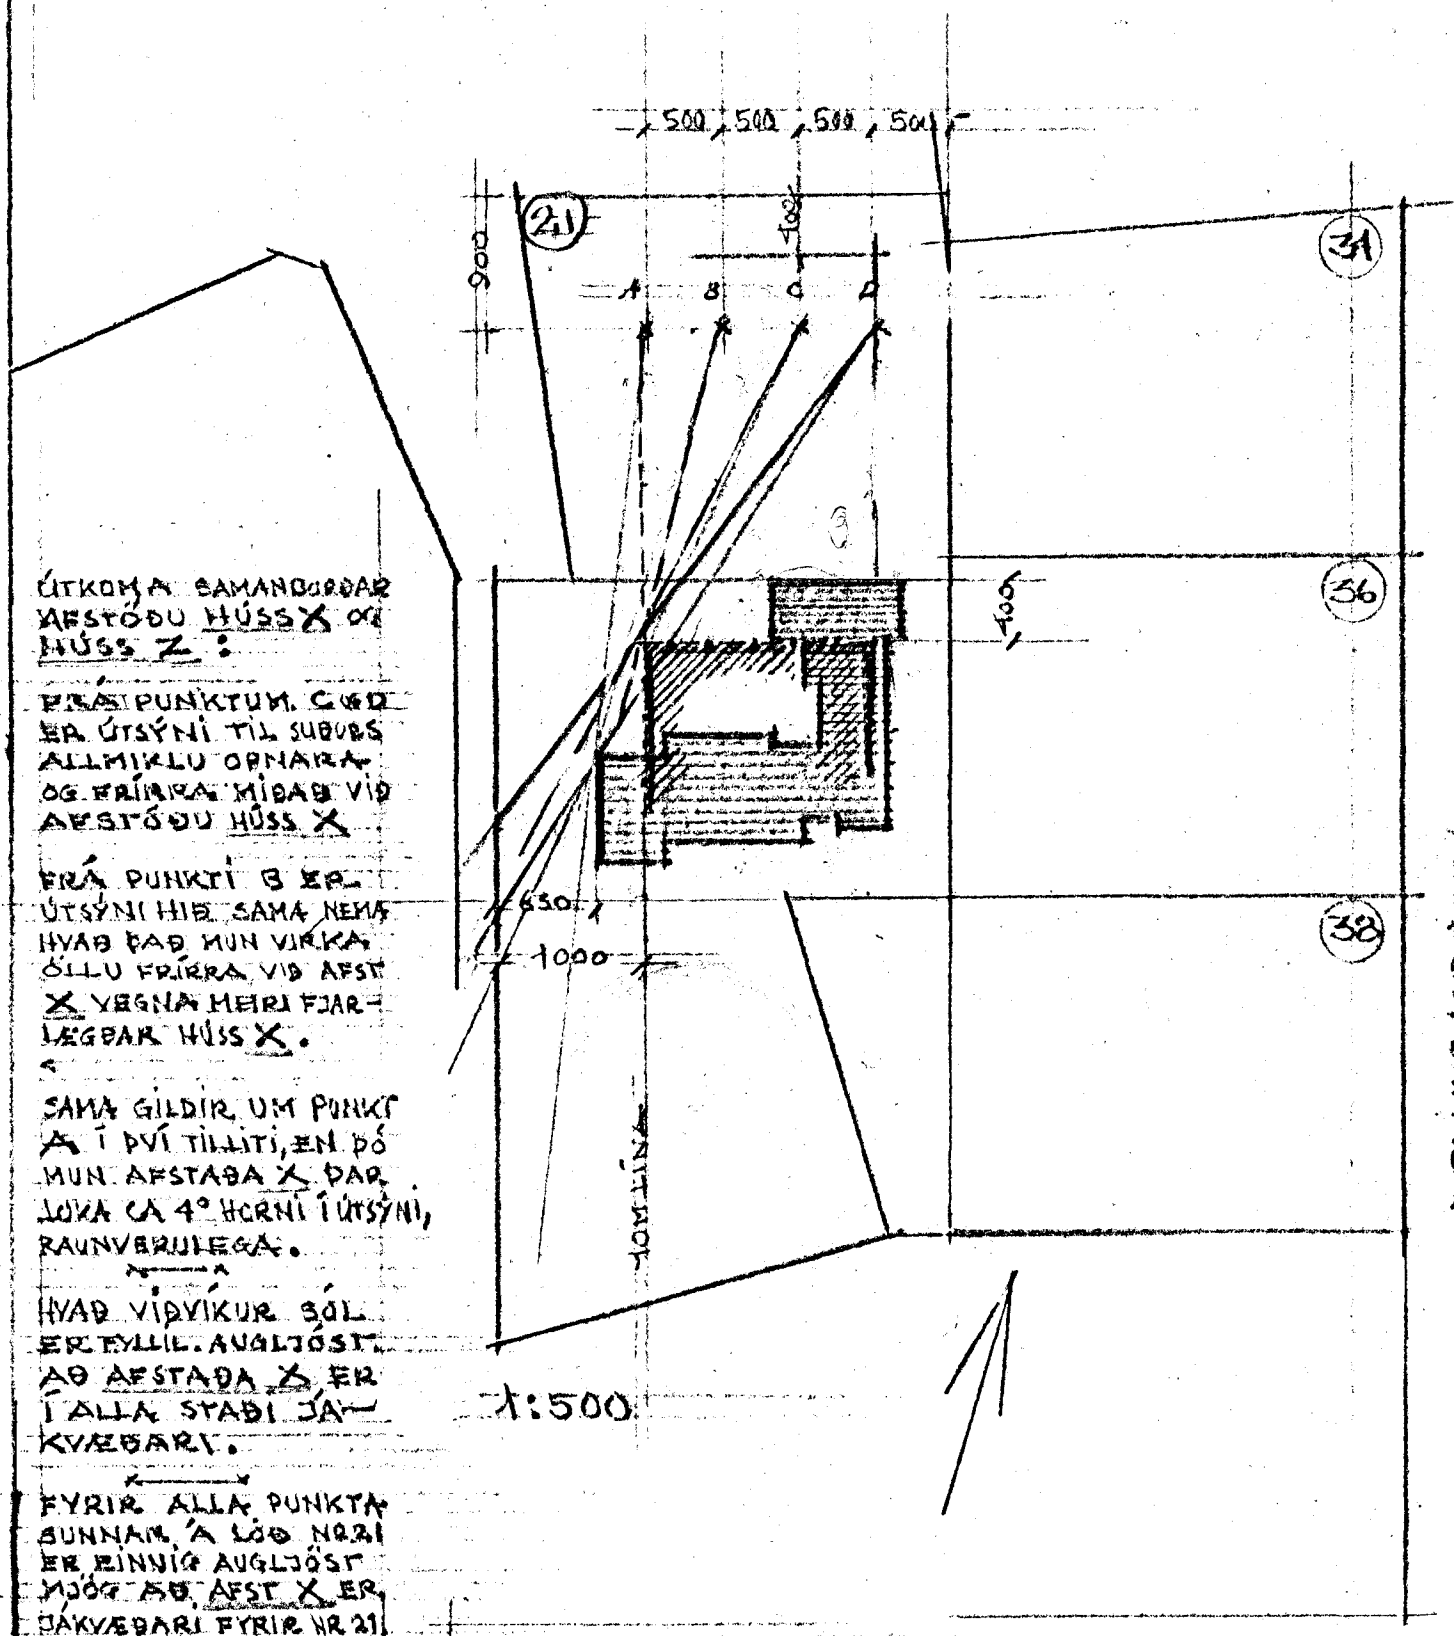 500 500 500 500
21
400
900
34
A B C D
36
400
ÚTKOMA SAMANBURÐAR
AFSTÖÐU HÚSS X OG
HÚSS Z :
FRÁ PUNKTUM C OG D
ER ÚTSÝNI TIL SUÐURS
ALLMIKLU OPNARA
OG FRÍRRA MIÐAÐ VIÐ
AFSTÖÐU HÚSS X
FRÁ PUNKTI B ER
ÚTSÝNI HIÐ SAMA NEMA
HVAÐ ÞAÐ MUN VIRKA
ÖLLU FRÍRRA VIÐ AFST
X VEGNA MEIRI FJAR-
LÆGÐAR HÚSS X.
SAMA GILDIR UM PUNKT
A Í ÞVÍ TILLITI, EN ÞÓ
MUN AFSTAÐA X ÞAR
LOKA CA 4° HORNI Í ÚTSÝNI,
RAUNVERULEGA.
HVAÐ VIÐVÍKUR SÓL
ER FYLLIL. AUGLJÓST
AÐ AFSTAÐA X ER
Í ALLA STAÐI JÁ-
KVÆÐARI.
FYRIR ALLA PUNKTA
SUNNAN Á LÓÐ NR 21
ER EINNIG AUGLJÓST
MJÖG AÐ AFST X ER
JÁKVÆÐARI FYRIR NR 21
650
1000
38
10M LÍNA
1:500